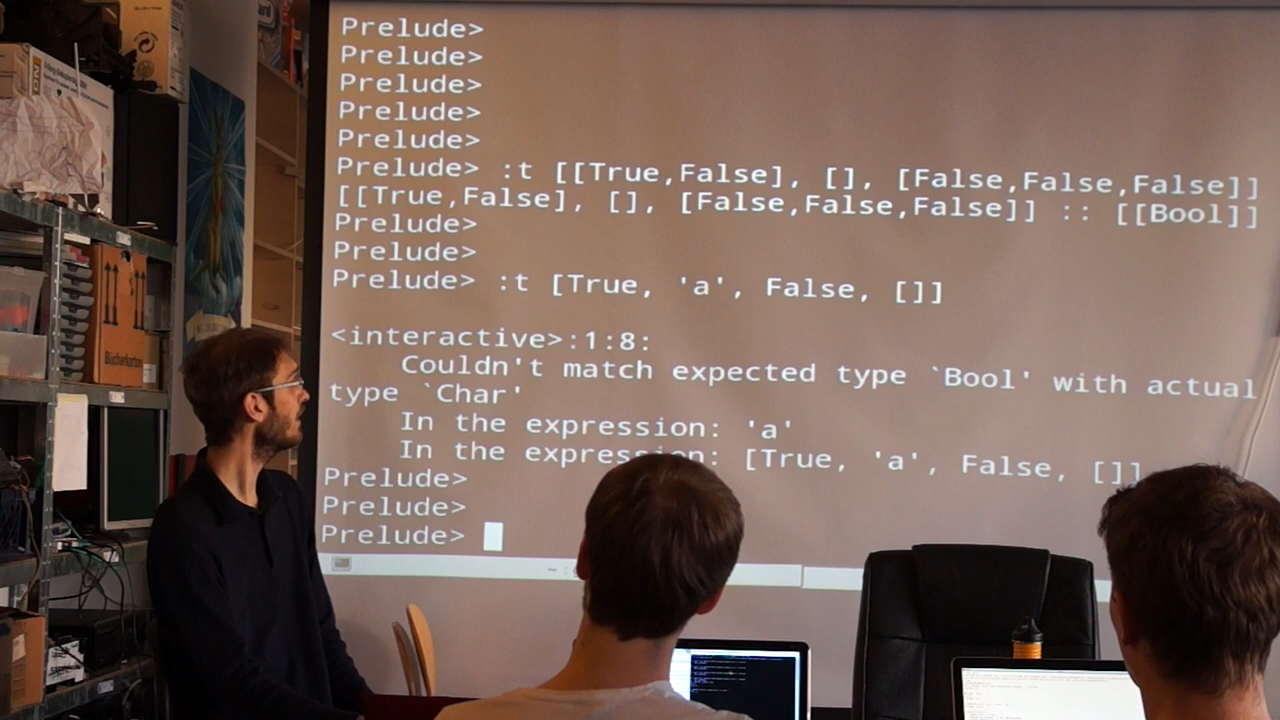 Prelude>
Prelude>
Prelude>
Prelude>
Prelude>
Prelude> :t [[True,False], [], [False,False,False]]
[[True,False], [], [False,False,False]] :: [[Bool]]
Prelude>
Prelude>
Prelude> :t [True, 'a', False, []]
<interactive>:1:8:
Couldn't match expected type `Bool' with actual
type `Char'
In the expression: 'a'
In the expression: [True, 'a', False, []]
Prelude>
Prelude>
Prelude>
Bücherkarton